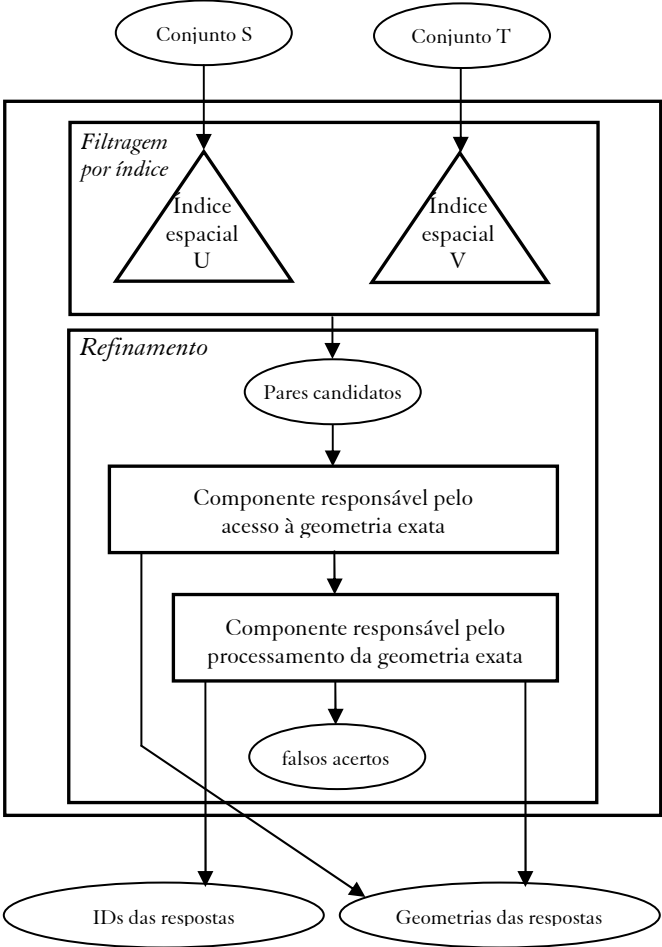 Conjunto S
Conjunto T
Filtragem
por índice
Índice
espacial
U
Índice
espacial
V
Refinamento
Pares candidatos
Componente responsável pelo
acesso à geometria exata
Componente responsável pelo
processamento da geometria exata
falsos acertos
IDs das respostas
Geometrias das respostas